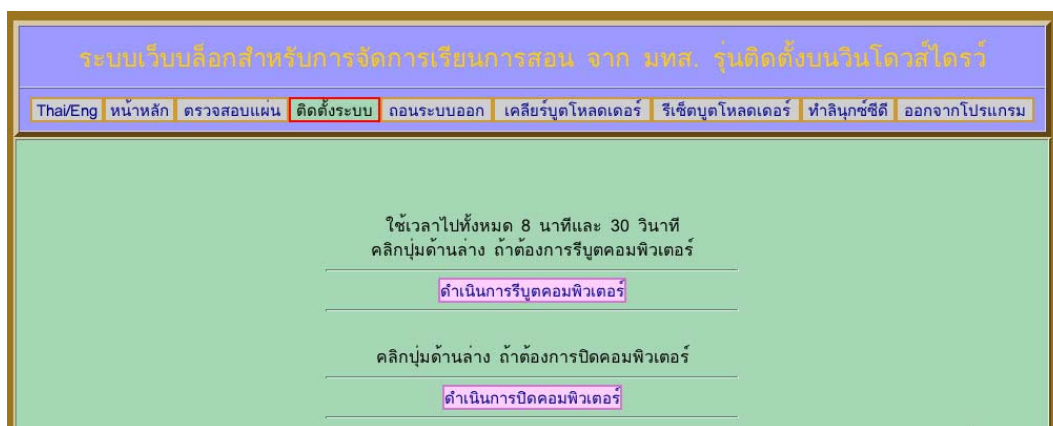 ระบบเว็บบล็อกสำหรับการจัดการเรียนการสอน จาก มทส. รุ่นติดตั้งบนวินโดวส์ไดรว์
Thai/Eng หน้าหลัก ตรวจสอบแผ่น ติดตั้งระบบ ถอนระบบออก เคลียร์บูตโหลดเดอร์ รีเซ็ตบูตโหลดเดอร์ ทำลินุกซ์ซีดี ออกจากโปรแกรม
ใช้เวลาไปทั้งหมด 8 นาทีและ 30 วินาที
คลิกปุ่มด้านล่าง ถ้าต้องการรีบูตคอมพิวเตอร์
ดำเนินการรีบูตคอมพิวเตอร์
คลิกปุ่มด้านล่าง ถ้าต้องการปิดคอมพิวเตอร์
ดำเนินการปิดคอมพิวเตอร์